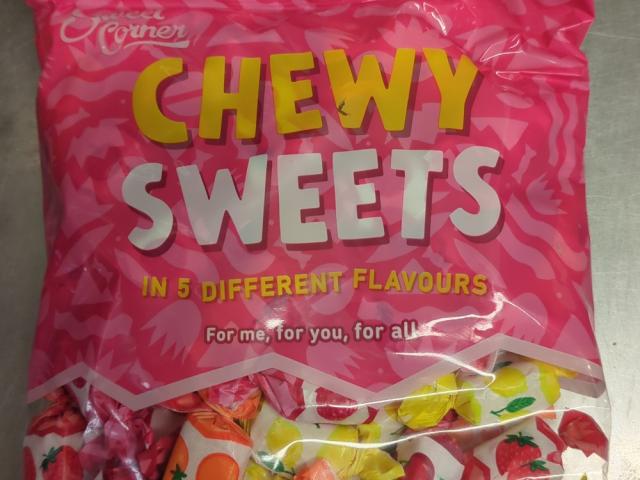 Sweet
Corner
CHEWY
SWEETS
IN 5 DIFFERENT FLAVOURS
For me, for you, for all